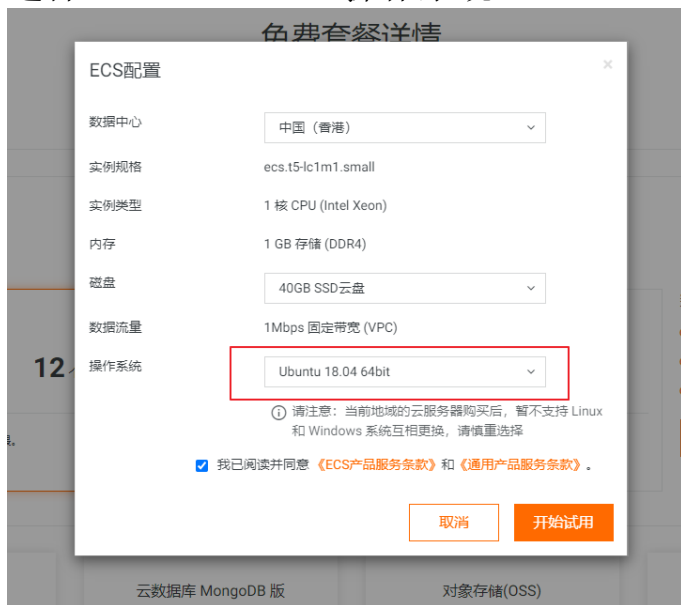 免费套餐详情
ECS配置
×
数据中心 中国（香港）
实例规格 ecs.t5-lc1m1.small
实例类型 1 核 CPU (Intel Xeon)
内存 1 GB 存储 (DDR4)
磁盘 40GB SSD云盘
数据流量 1Mbps 固定带宽 (VPC)
12
操作系统 Ubuntu 18.04 64bit
请注意：当前地域的云服务器购买后，暂不支持 Linux
和 Windows 系统互相更换，请慎重选择
我已阅读并同意《ECS产品服务条款》和《通用产品服务条款》。
取消 开始试用
云数据库 MongoDB 版 对象存储(OSS)